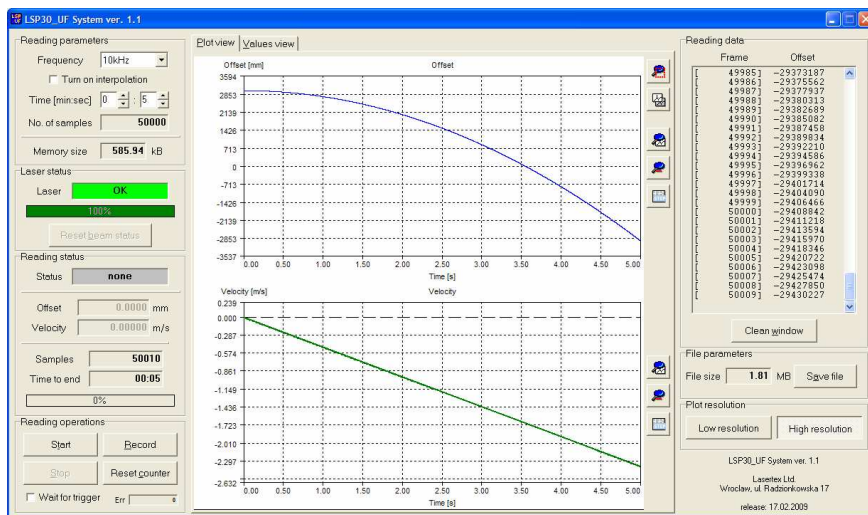 LSP30_UF System ver. 1.1
Reading parameters
Frequency 10kHz
Turn on interpolation
Time [min:sec] 0 : 5
No. of samples 50000
Memory size 585.94 kB
Laser status
Laser OK
100%
Reset beam status
Reading status
Status none
Offset 0.0000 mm
Velocity 0.00000 m/s
Samples 50010
Time to end 00:05
0%
Reading operations
Start Record
Stop Reset counter
Wait for trigger Err 0
Plot view Values view
Offset [mm] Offset
3594
2853
2139
1426
713
0
-713
-1426
-2139
-2853
-3537
0.00 0.50 1.00 1.50 2.00 2.50 3.00 3.50 4.00 4.50 5.00
Time [s]
Velocity [m/s] Velocity
0.239
0.000
-0.287
-0.574
-0.861
-1.149
-1.436
-1.723
-2.010
-2.297
-2.632
0.00 0.50 1.00 1.50 2.00 2.50 3.00 3.50 4.00 4.50 5.00
Time [s]
Reading data
Frame Offset
[ 49985] -29373187
[ 49986] -29375562
[ 49987] -29377937
[ 49988] -29380313
[ 49989] -29382689
[ 49990] -29385082
[ 49991] -29387458
[ 49992] -29389834
[ 49993] -29392210
[ 49994] -29394586
[ 49995] -29396962
[ 49996] -29399338
[ 49997] -29401714
[ 49998] -29404090
[ 49999] -29406466
[ 50000] -29408842
[ 50001] -29411218
[ 50002] -29413594
[ 50003] -29415970
[ 50004] -29418346
[ 50005] -29420722
[ 50006] -29423098
[ 50007] -29425474
[ 50008] -29427850
[ 50009] -29430227
Clean window
File parameters
File size 1.81 MB Save file
Plot resolution
Low resolution High resolution
LSP30_UF System ver. 1.1
Lasertex Ltd.
Wroclaw, ul. Radzionkowska 17
release: 17.02.2009